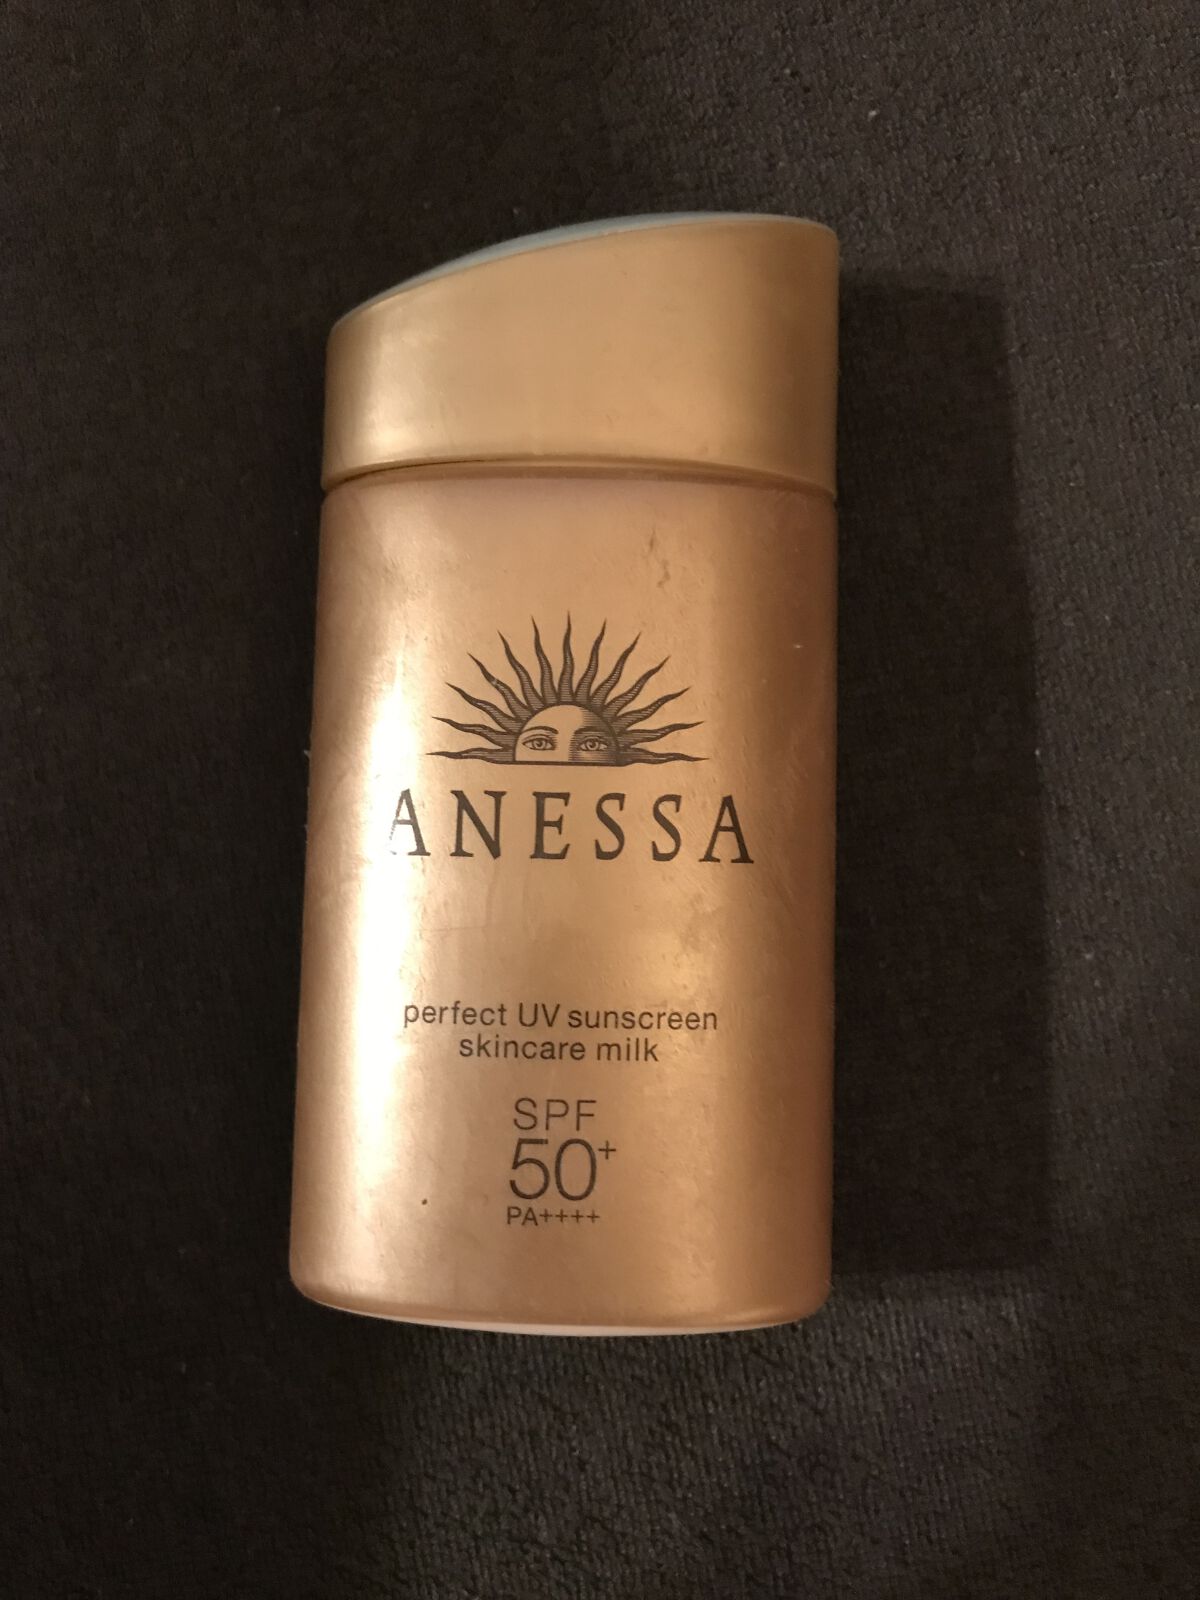 ANESSA
perfect UV sunscreen
skincare milk
SPF
50+
PA++++